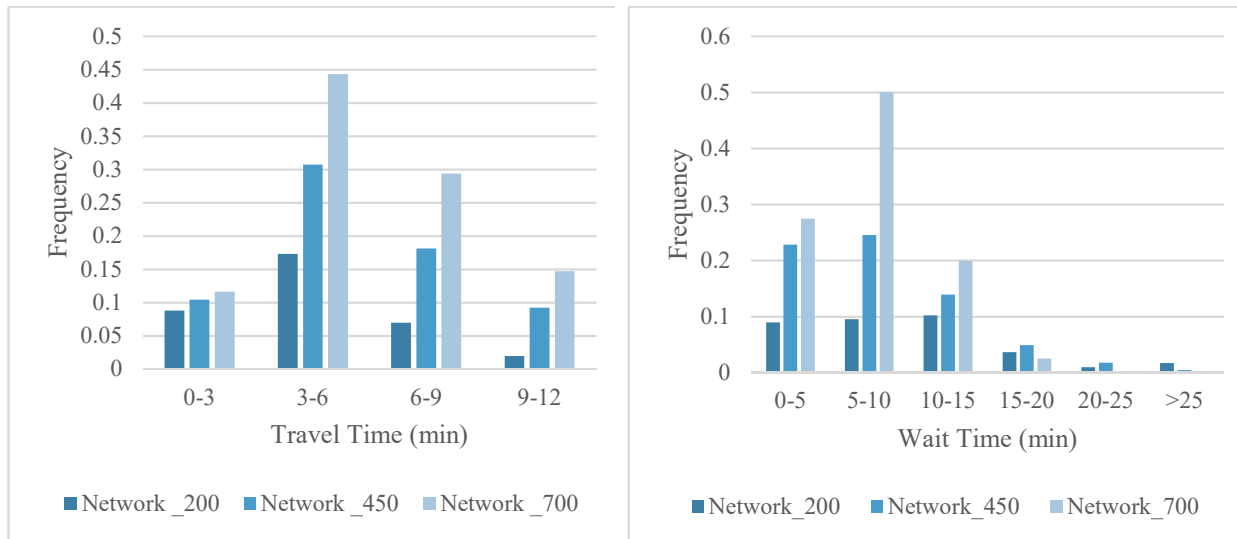 0.5
0.45
0.4
0.35
0.3
0.25
0.2
0.15
0.1
0.05
0
Frequency
0-3 3-6 6-9 9-12
Travel Time (min)
Network _200 Network _450 Network _700
0.6
0.5
0.4
0.3
0.2
0.1
0
Frequency
0-5 5-10 10-15 15-20 20-25 >25
Wait Time (min)
Network_200 Network_450 Network_700